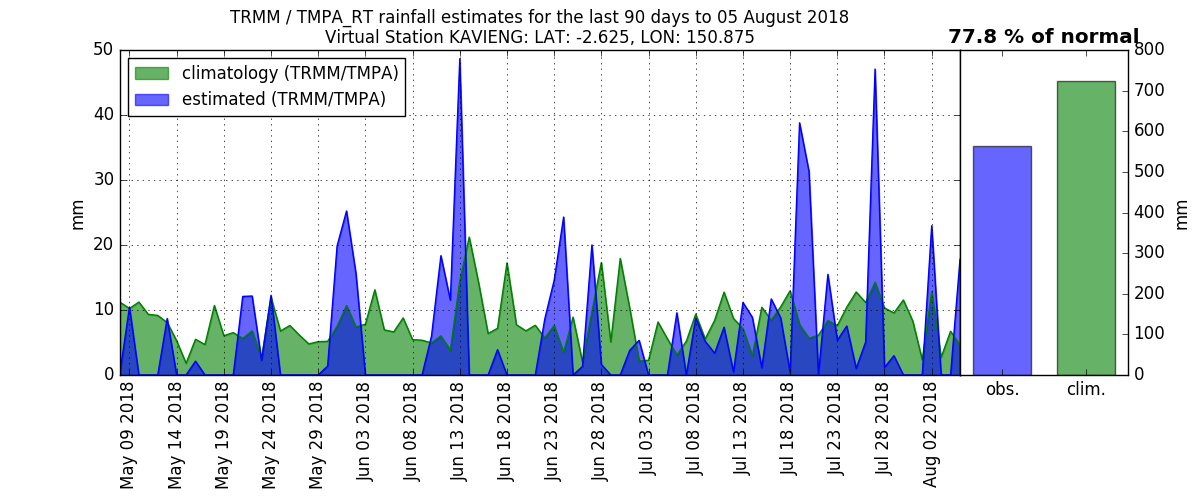 TRMM / TMPA_RT rainfall estimates for the last 90 days to 05 August 2018
Virtual Station KAVIENG: LAT: -2.625, LON: 150.875
77.8 % of normal
climatology (TRMM/TMPA)
estimated (TRMM/TMPA)
50
40
30
20
10
0
mm
May 09 2018
May 14 2018
May 19 2018
May 24 2018
May 29 2018
Jun 03 2018
Jun 08 2018
Jun 13 2018
Jun 18 2018
Jun 23 2018
Jun 28 2018
Jul 03 2018
Jul 08 2018
Jul 13 2018
Jul 18 2018
Jul 23 2018
Jul 28 2018
Aug 02 2018
obs.
clim.
800
700
600
500
400
300
200
100
0
mm